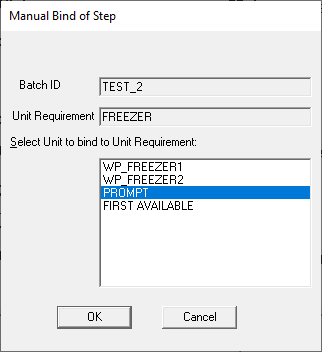 Manual Bind of Step
Batch ID TEST_2
Unit Requirement FREEZER
Select Unit to bind to Unit Requirement:
WP_FREEZER1
WP_FREEZER2
PROMPT
FIRST AVAILABLE
OK Cancel